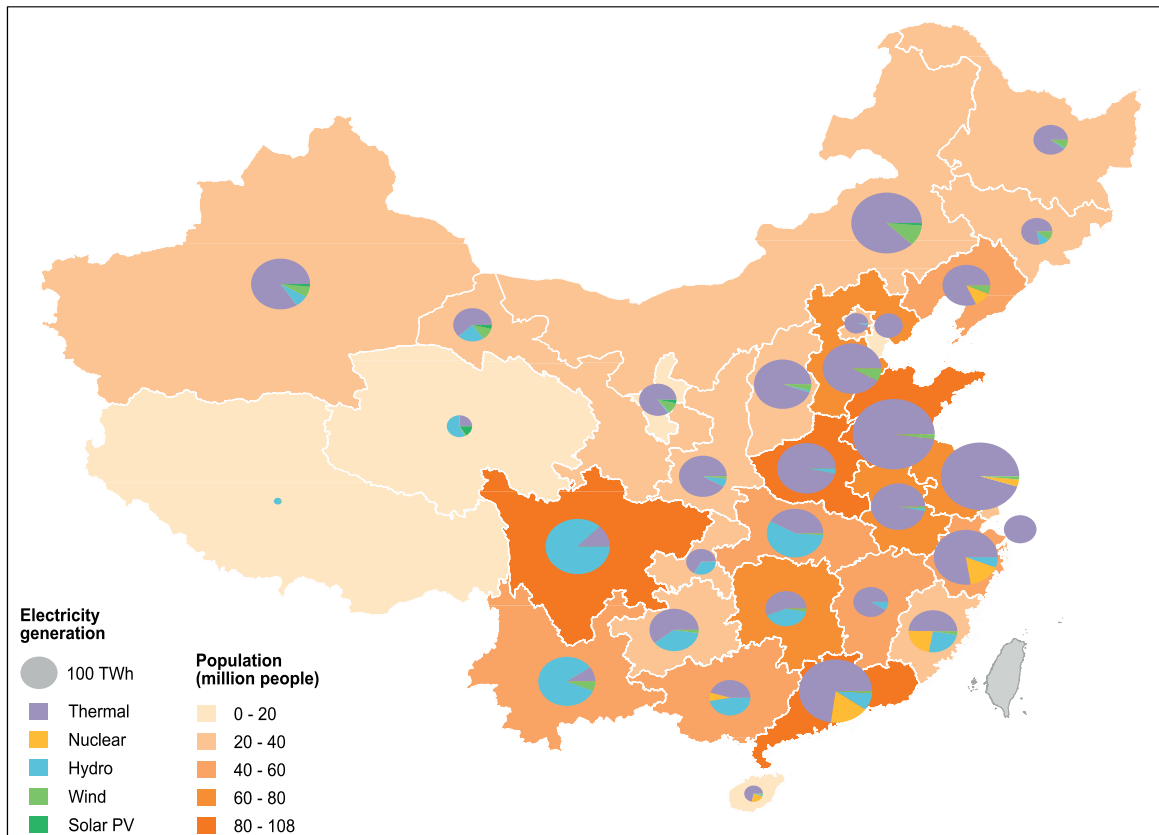 Electricity
generation
100 TWh
Thermal
Nuclear
Hydro
Wind
Solar PV
Population
(million people)
0 - 20
20 - 40
40 - 60
60 - 80
80 - 108